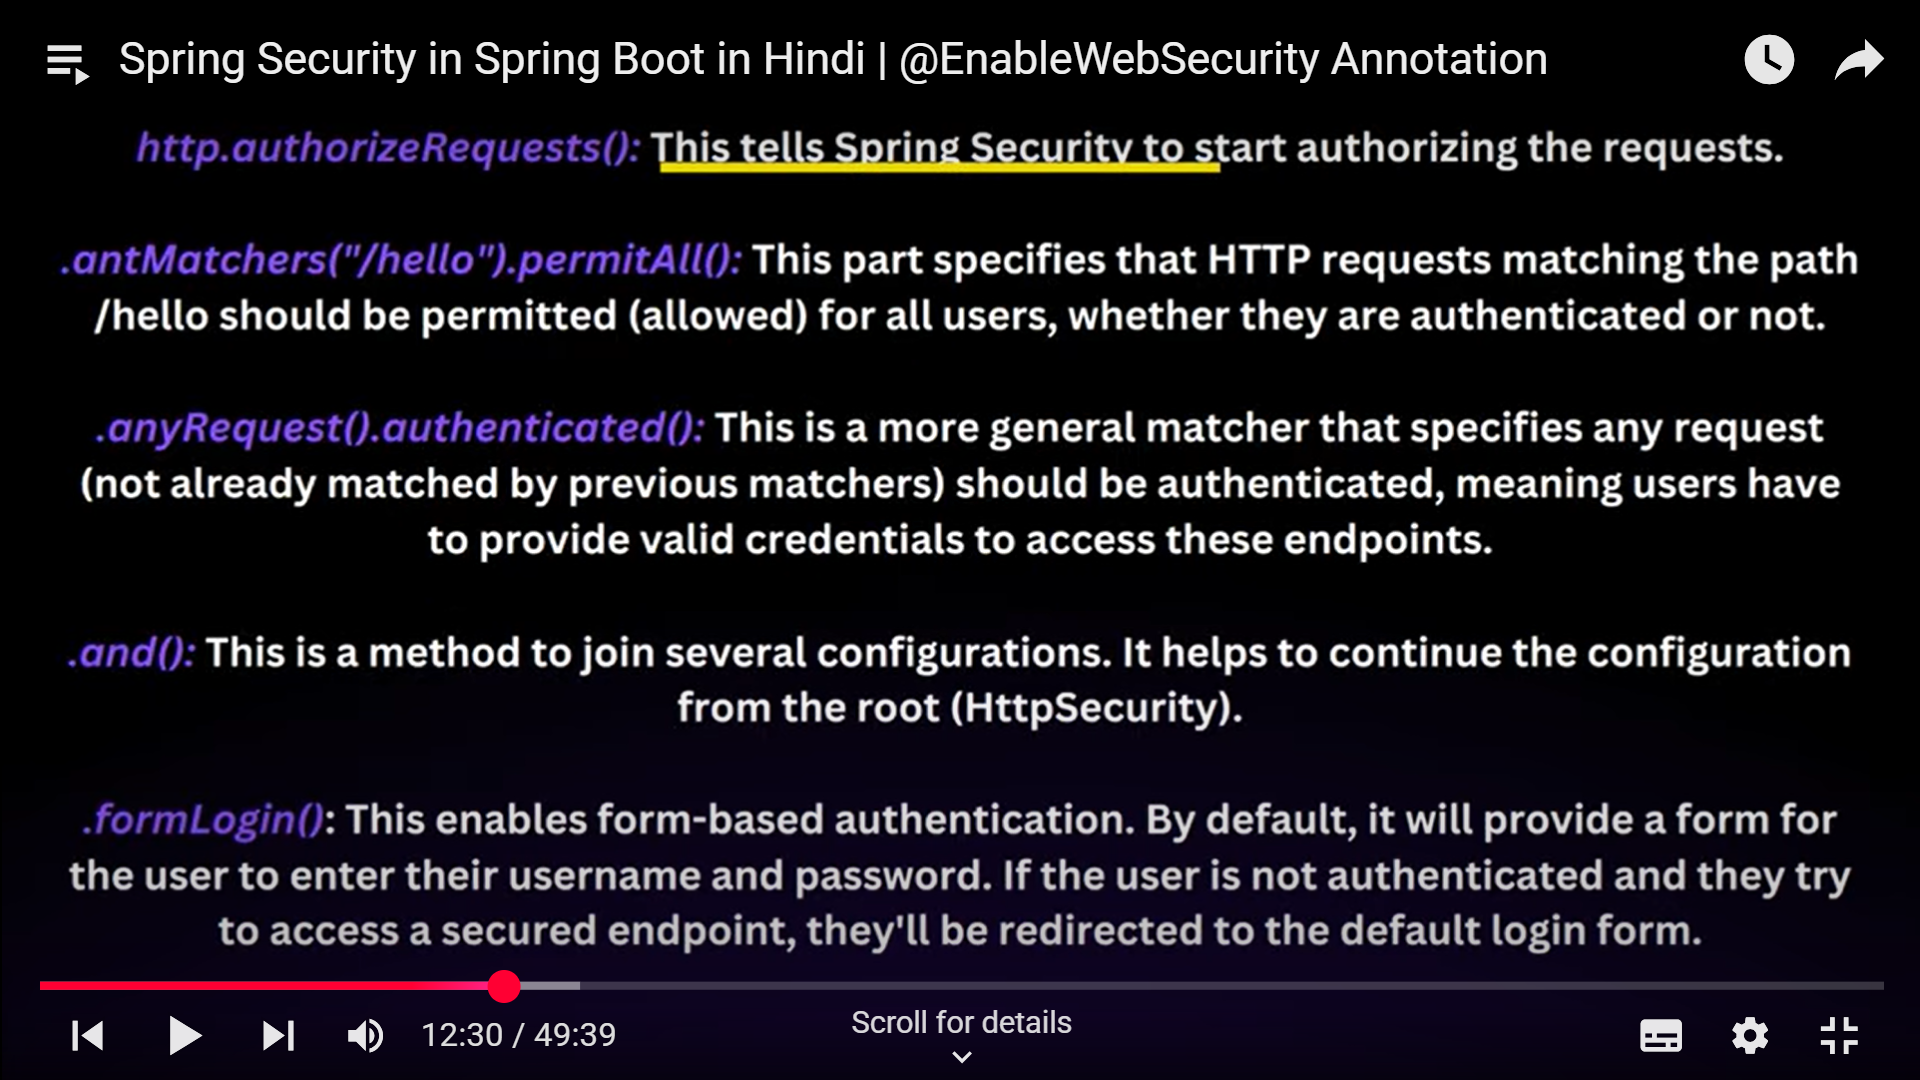 Spring Security in Spring Boot in Hindi | @EnableWebSecurity Annotation
http.authorizeRequests(): This tells Spring Security to start authorizing the requests.
.antMatchers("/hello").permitAll(): This part specifies that HTTP requests matching the path
/hello should be permitted (allowed) for all users, whether they are authenticated or not.
.anyRequest().authenticated(): This is a more general matcher that specifies any request
(not already matched by previous matchers) should be authenticated, meaning users have
to provide valid credentials to access these endpoints.
.and(): This is a method to join several configurations. It helps to continue the configuration
from the root (HttpSecurity).
.formLogin(): This enables form-based authentication. By default, it will provide a form for
the user to enter their username and password. If the user is not authenticated and they try
to access a secured endpoint, they'll be redirected to the default login form.
12:30 / 49:39
Scroll for details